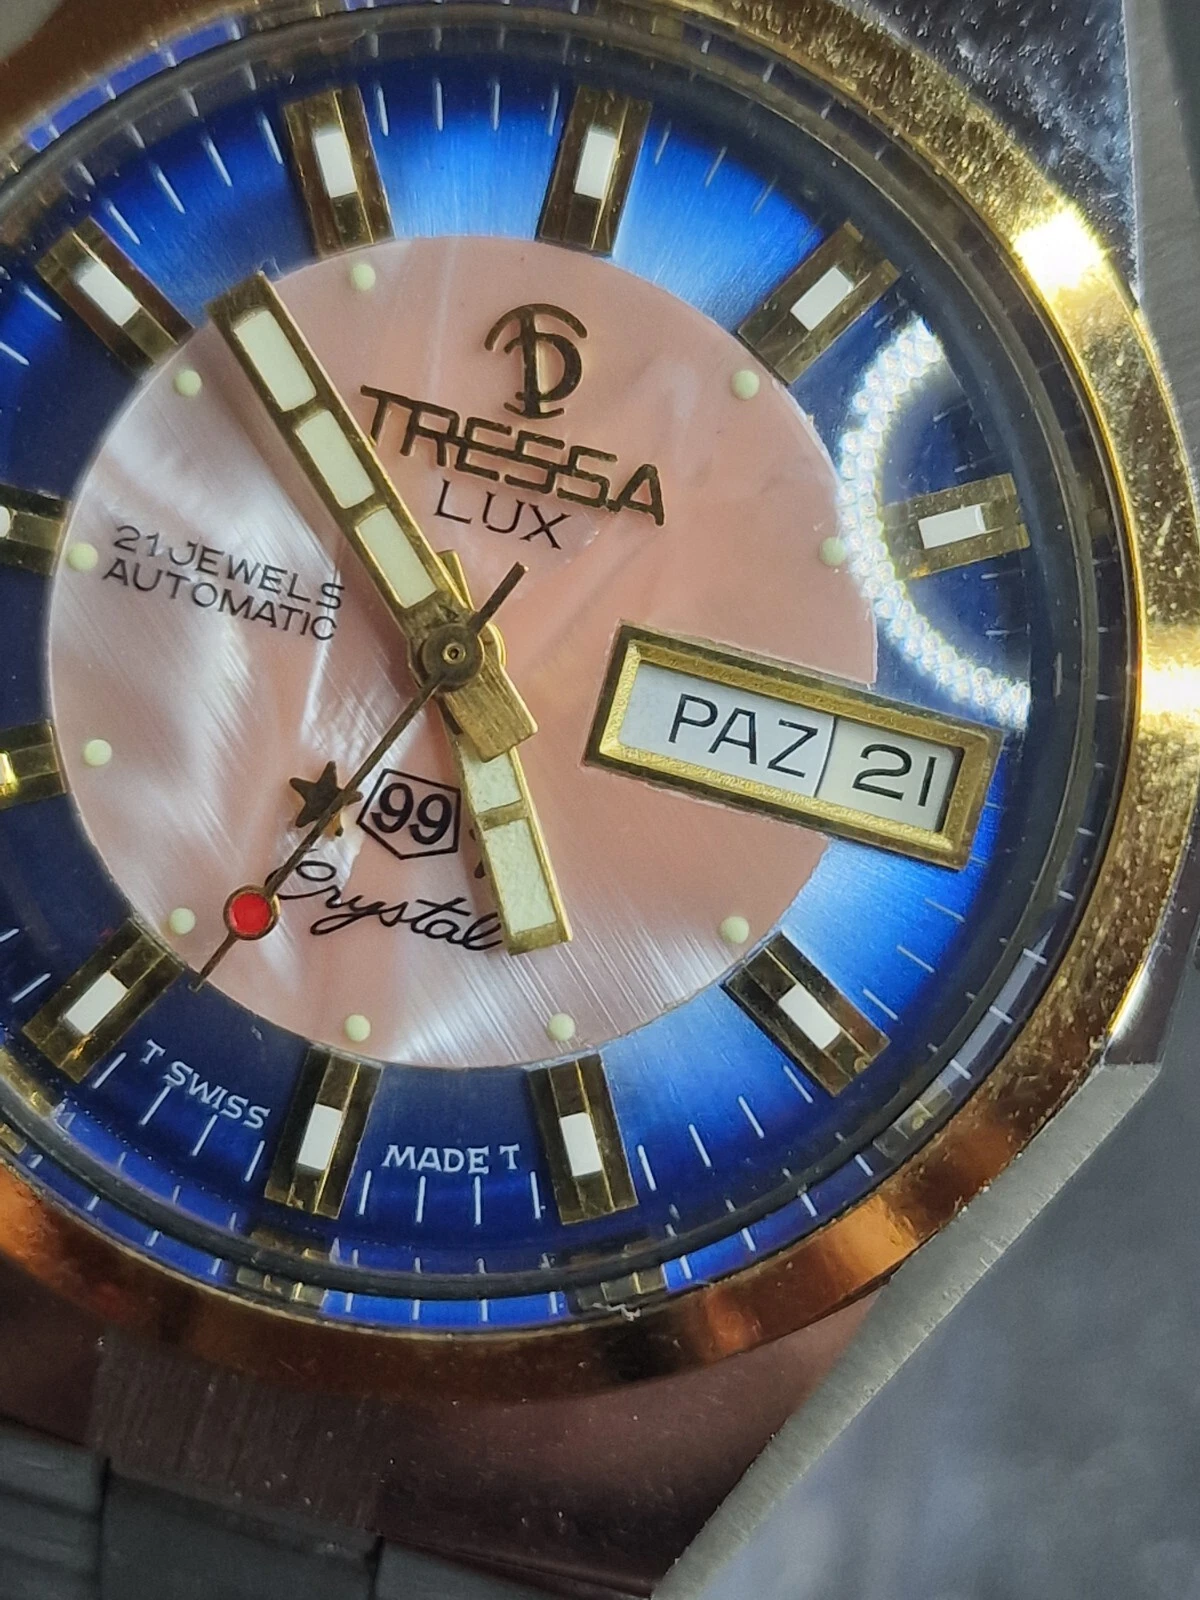 TRESSA
LUX
21 JEWELS
AUTOMATIC
PAZ 21
99
Crystal
T SWISS MADE T